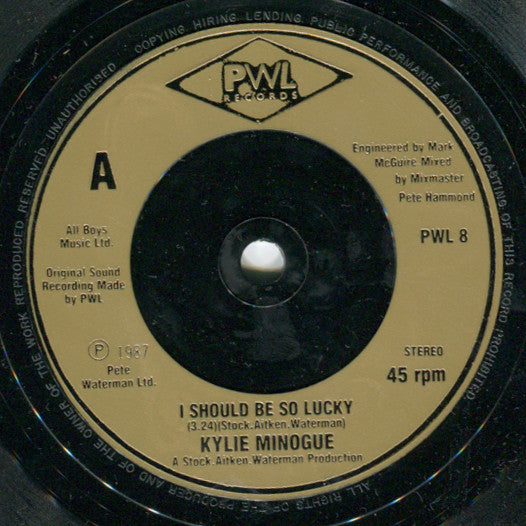 PWL
RECORDS
A
Engineered by Mark
McGuire Mixed
by Mixmaster
Pete Hammond
All Boys
Music Ltd.
PWL 8
Original Sound
Recording Made
by PWL
Ⓟ 1987
Pete
Waterman Ltd.
STEREO
45 rpm
I SHOULD BE SO LUCKY
(3.24)(Stock.Aitken.Waterman)
KYLIE MINOGUE
A Stock.Aitken.Waterman Production
ALL RIGHTS OF THE PRODUCER AND OF THE OWNER OF THE WORK REPRODUCED RESERVED. UNAUTHORISED COPYING HIRING LENDING PUBLIC PERFORMANCE AND BROADCASTING OF THIS RECORD PROHIBITED